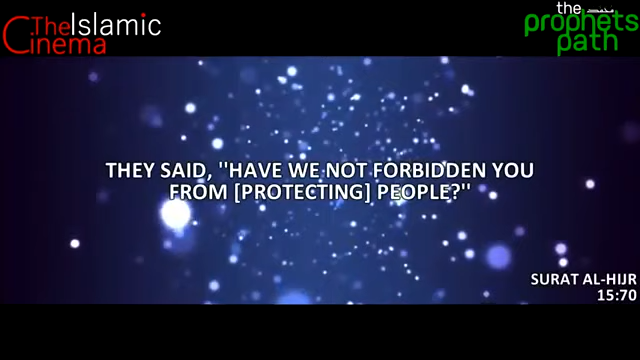 The Islamic
Cinema
the
prophets
path
THEY SAID, "HAVE WE NOT FORBIDDEN YOU
FROM [PROTECTING] PEOPLE?"
SURAT AL-HIJR
15:70